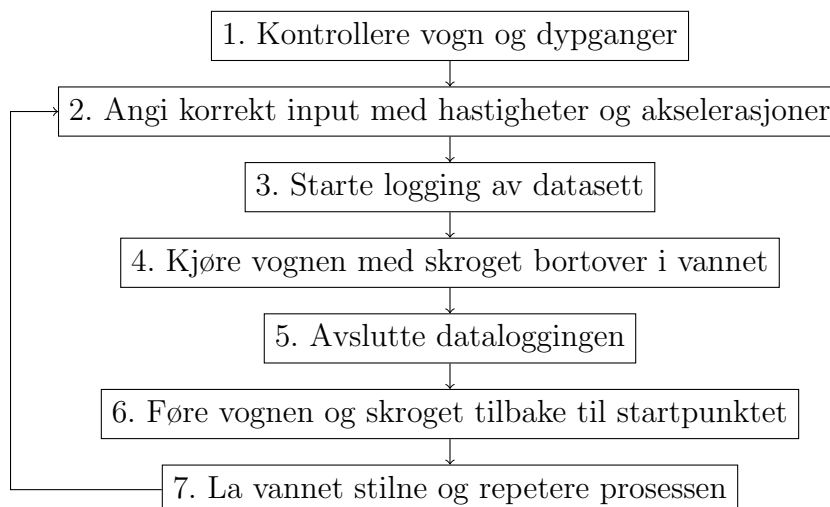 1. Kontrollere vogn og dypganger
2. Angi korrekt input med hastigheter og akselerasjoner
3. Starte logging av datasett
4. Kjøre vognen med skroget bortover i vannet
5. Avslutte dataloggingen
6. Føre vognen og skroget tilbake til startpunktet
7. La vannet stilne og repetere prosessen